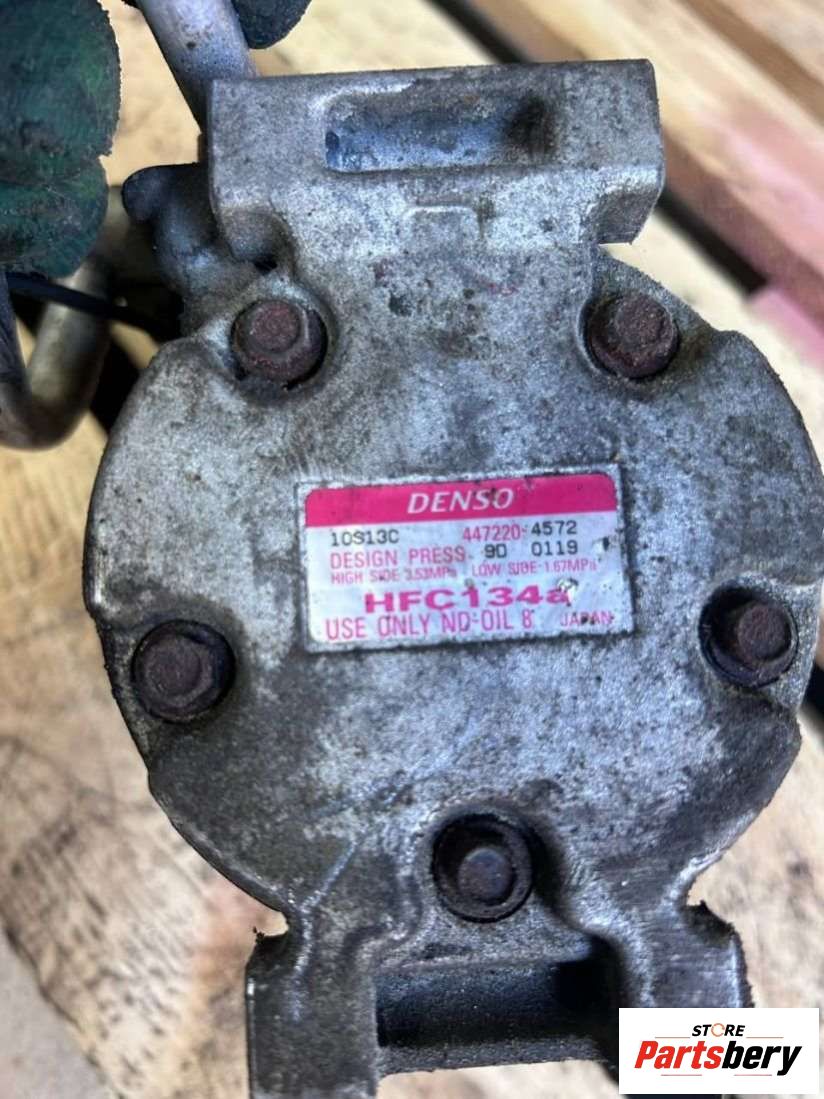 DENSO
10S13C 447220-4572
DESIGN PRESS. 90 0119
HIGH SIDE 3.53MPa LOW SIDE 1.67MPa
HFC134a
USE ONLY ND-OIL 8 JAPAN
STORE
Partsbery